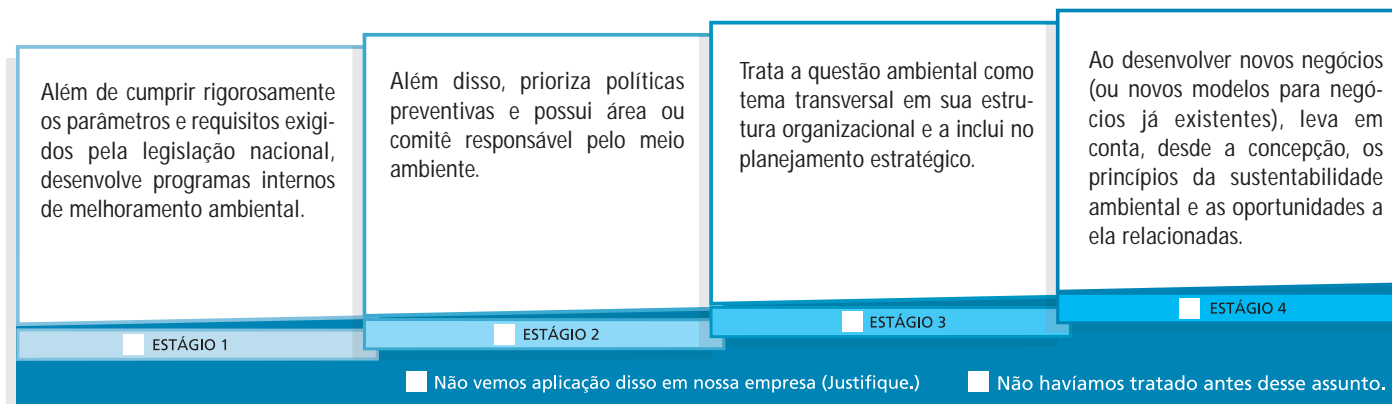 Além de cumprir rigorosamente
os parâmetros e requisitos exigi-
dos pela legislação nacional,
desenvolve programas internos
de melhoramento ambiental.
ESTÁGIO 1
Além disso, prioriza políticas
preventivas e possui área ou
comitê responsável pelo meio
ambiente.
ESTÁGIO 2
Trata a questão ambiental como
tema transversal em sua estru-
tura organizacional e a inclui no
planejamento estratégico.
ESTÁGIO 3
Ao desenvolver novos negócios
(ou novos modelos para negó-
cios já existentes), leva em
conta, desde a concepção, os
princípios da sustentabilidade
ambiental e as oportunidades a
ela relacionadas.
ESTÁGIO 4
Não vemos aplicação disso em nossa empresa (Justifique.)
Não havíamos tratado antes desse assunto.